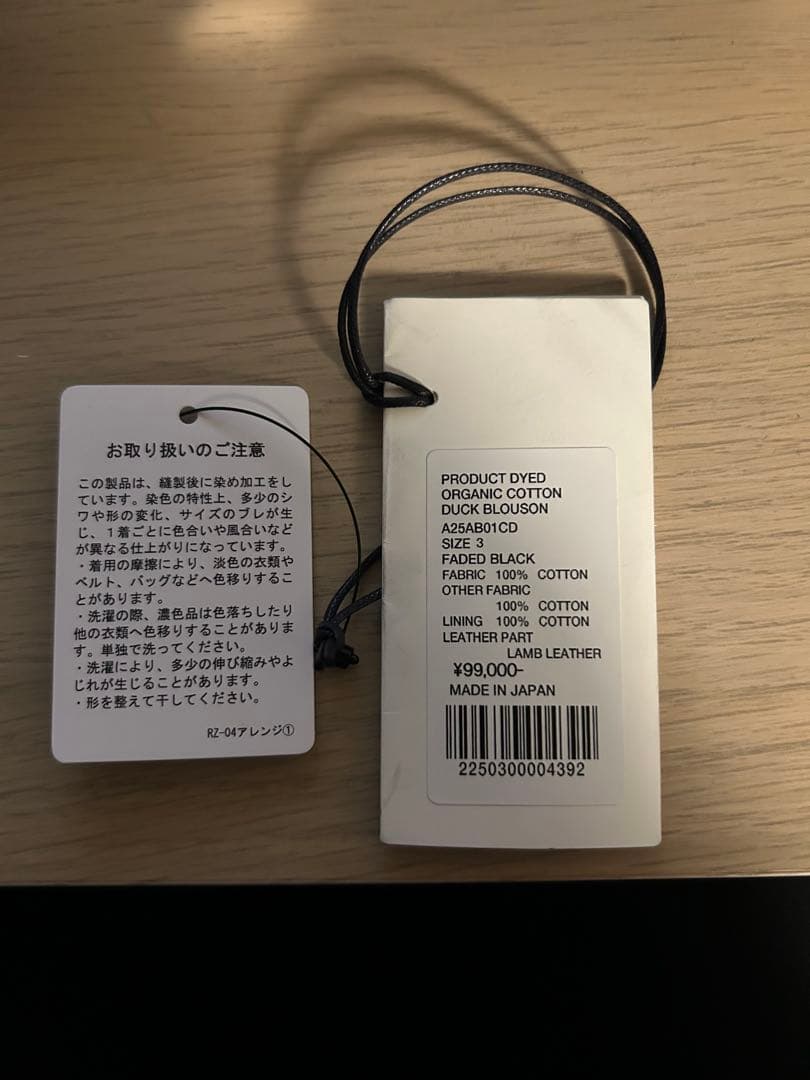 お取り扱いのご注意
この製品は、縫製後に染め加工をし
ています。染色の特性上、多少のシ
ワや形の変化、サイズのブレが生
じ、１着ごとに色合いや風合いなど
が異なる仕上がりになっています。
・着用の摩擦により、淡色の衣類や
ベルト、バッグなどへ色移りするこ
とがあります。
・洗濯の際、濃色品は色落ちしたり
他の衣類へ色移りすることがありま
す。単独で洗ってください。
・洗濯により、多少の伸び縮みやよ
じれが生じることがあります。
・形を整えて干してください。
RZ-04アレンジ①
PRODUCT DYED
ORGANIC COTTON
DUCK BLOUSON
A25AB01CD
SIZE 3
FADED BLACK
FABRIC 100% COTTON
OTHER FABRIC
100% COTTON
LINING 100% COTTON
LEATHER PART
LAMB LEATHER
¥99,000-
MADE IN JAPAN
2250300004392